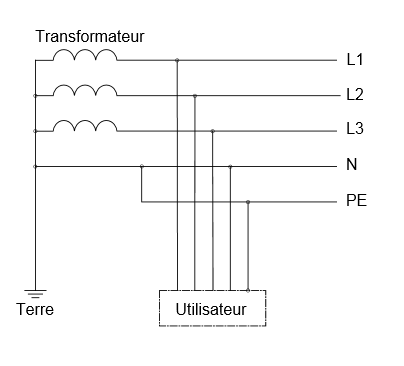 Transformateur
L1
L2
L3
N
PE
Terre
Utilisateur